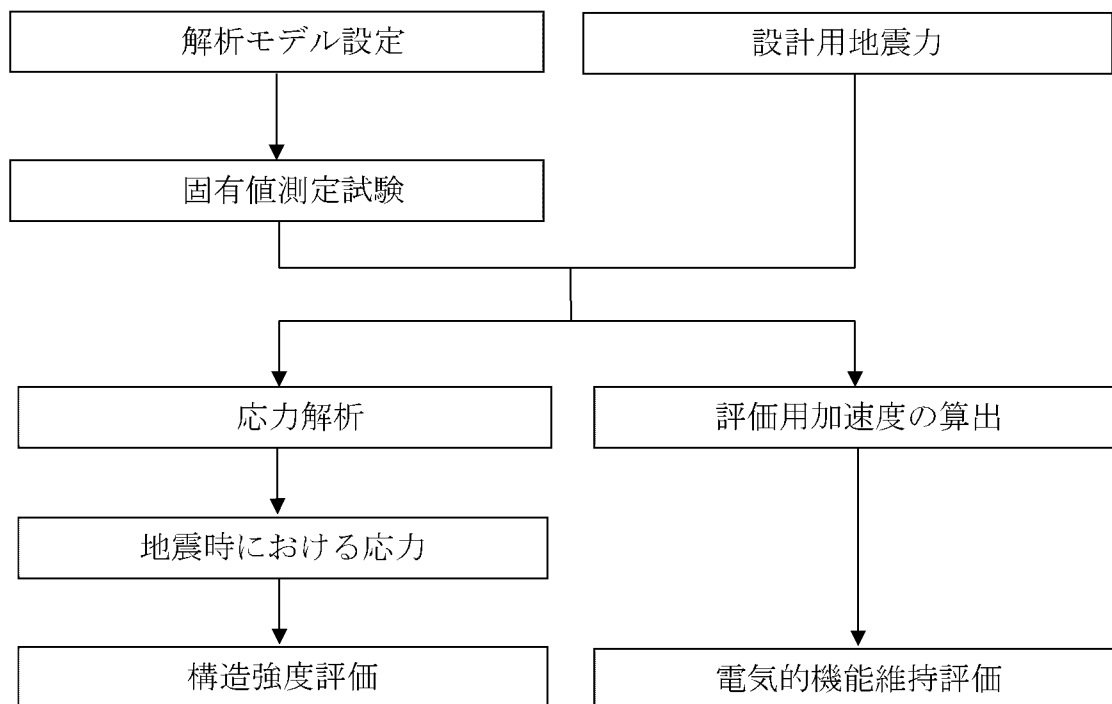 解析モデル設定
設計用地震力
固有値測定試験
応力解析
評価用加速度の算出
地震時における応力
構造強度評価
電気的機能維持評価